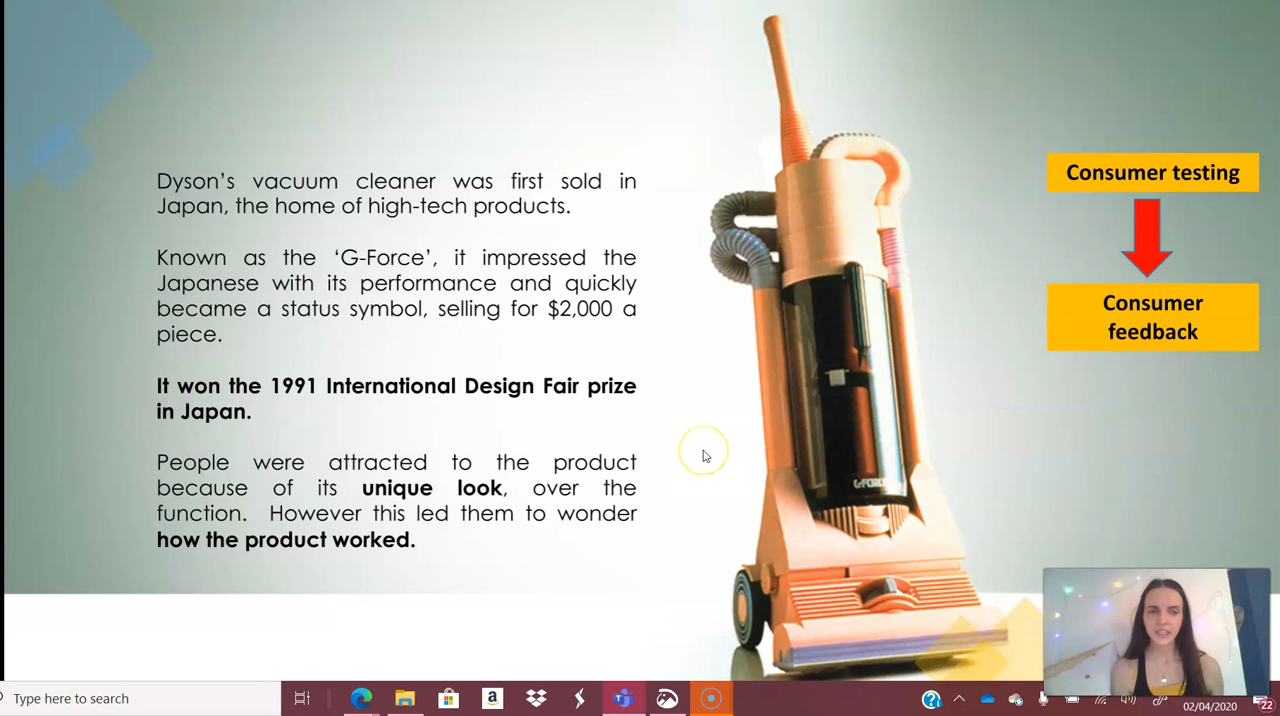 Dyson's vacuum cleaner was first sold in
Japan, the home of high-tech products.
Known as the 'G-Force', it impressed the
Japanese with its performance and quickly
became a status symbol, selling for $2,000 a
piece.
It won the 1991 International Design Fair prize
in Japan.
People were attracted to the product
because of its unique look, over the
function. However this led them to wonder
how the product worked.
Consumer testing
Consumer
feedback
G-FORCE
Type here to search
02/04/2020
22